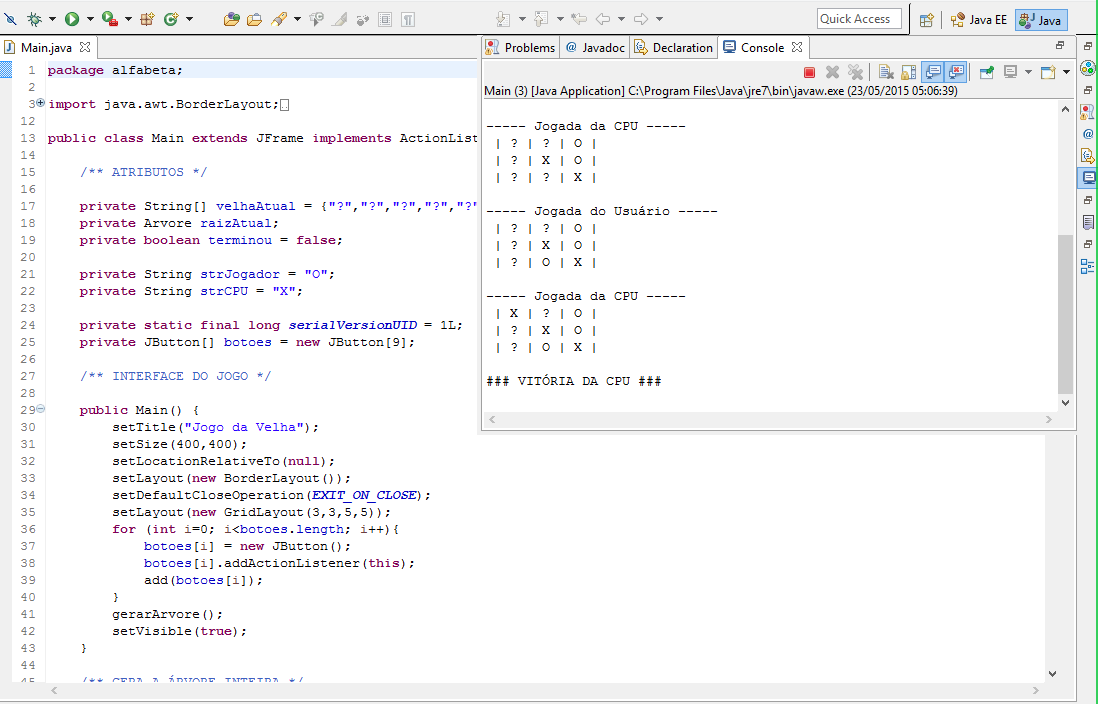 Quick Access
Java EE
Java
Main.java
1 package alfabeta;
2
3 import java.awt.BorderLayout;
12
13 public class Main extends JFrame implements ActionList
14
15 /** ATRIBUTOS */
16
17 private String[] velhaAtual = {"?","?","?","?","?"
18 private Arvore raizAtual;
19 private boolean terminou = false;
20
21 private String strJogador = "O";
22 private String strCPU = "X";
23
24 private static final long serialVersionUID = 1L;
25 private JButton[] botoes = new JButton[9];
26
27 /** INTERFACE DO JOGO */
28
29 public Main() {
30 setTitle("Jogo da Velha");
31 setSize(400,400);
32 setLocationRelativeTo(null);
33 setLayout(new BorderLayout());
34 setDefaultCloseOperation(EXIT_ON_CLOSE);
35 setLayout(new GridLayout(3,3,5,5));
36 for (int i=0; i<botoes.length; i++){
37 botoes[i] = new JButton();
38 botoes[i].addActionListener(this);
39 add(botoes[i]);
40 }
41 gerarArvore();
42 setVisible(true);
43 }
44
45 /** GERA A ÁRVORE INTEIRA */
Problems
@ Javadoc
Declaration
Console
Main (3) [Java Application] C:\Program Files\Java\jre7\bin\javaw.exe (23/05/2015 05:06:39)
----- Jogada da CPU -----
| ? | ? | O |
| ? | X | O |
| ? | ? | X |
----- Jogada do Usuário -----
| ? | ? | O |
| ? | X | O |
| ? | O | X |
----- Jogada da CPU -----
| X | ? | O |
| ? | X | O |
| ? | O | X |
### VITÓRIA DA CPU ###